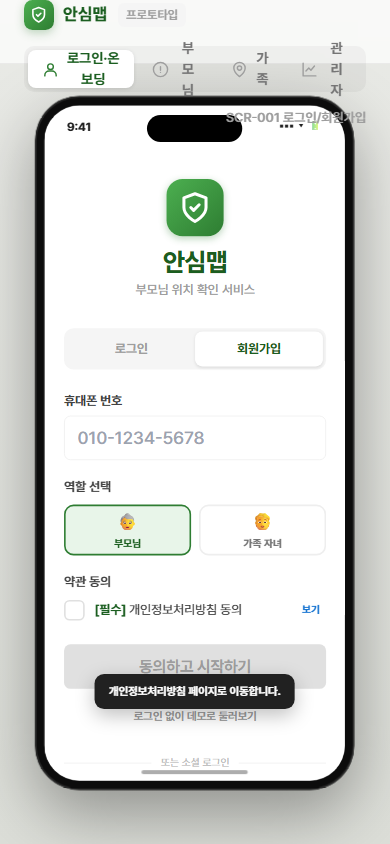 안심맵 프로토타입
로그인·온보딩
부모님
가족
관리자
SCR-001 로그인/회원가입
9:41
안심맵
부모님 위치 확인 서비스
로그인 회원가입
휴대폰 번호
010-1234-5678
역할 선택
부모님 가족 자녀
약관 동의
[필수] 개인정보처리방침 동의 보기
동의하고 시작하기
개인정보처리방침 페이지로 이동합니다.
로그인 없이 데모로 둘러보기
또는 소셜 로그인